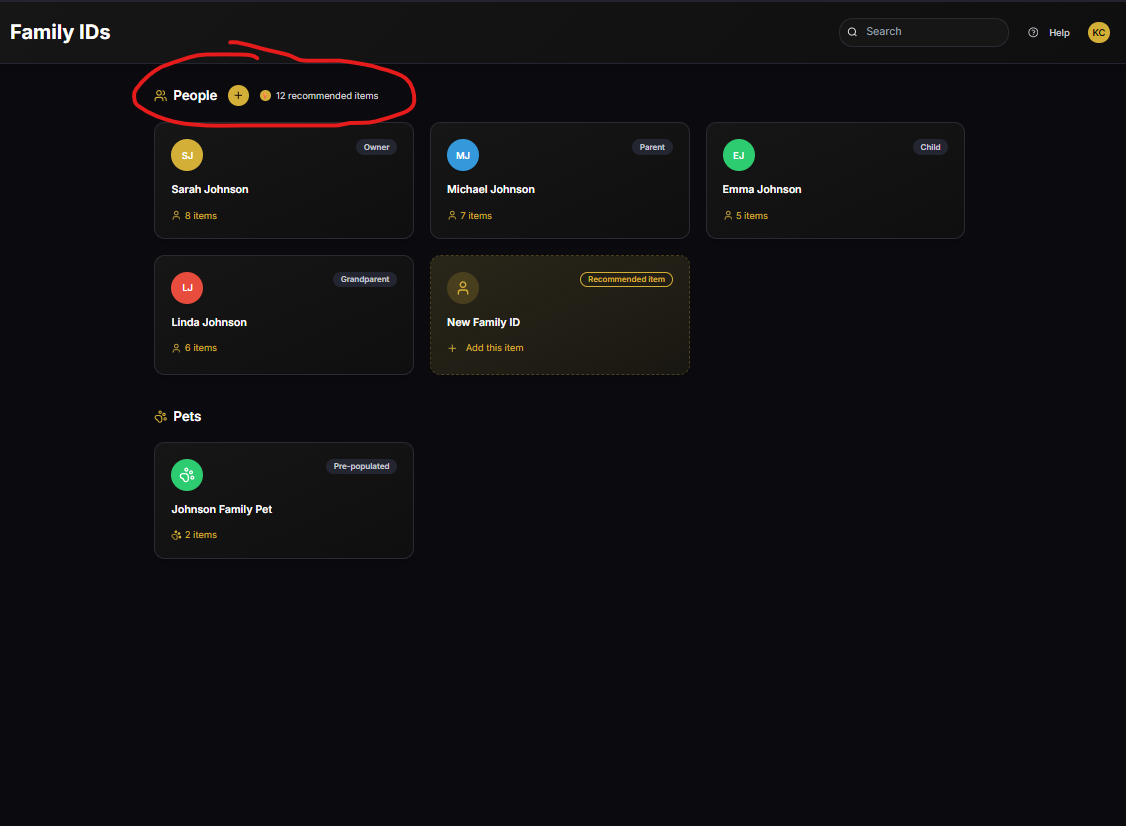 Family IDs
Search
Help
KC
People
+
12 recommended items
SJ
Owner
Sarah Johnson
8 items
MJ
Parent
Michael Johnson
7 items
EJ
Child
Emma Johnson
5 items
LJ
Grandparent
Linda Johnson
6 items
Recommended item
New Family ID
+ Add this item
Pets
Pre-populated
Johnson Family Pet
2 items